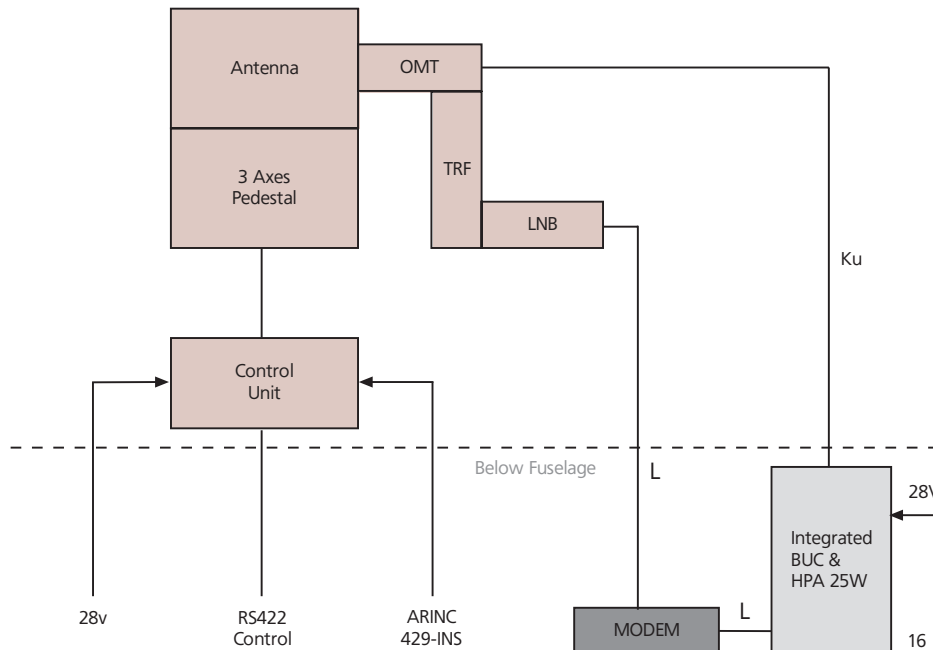 Antenna
OMT
3 Axes
Pedestal
TRF
LNB
Ku
Control
Unit
Below Fuselage
L
28V
Integrated
BUC &
HPA 25W
28v
RS422
Control
ARINC
429-INS
MODEM
L
16